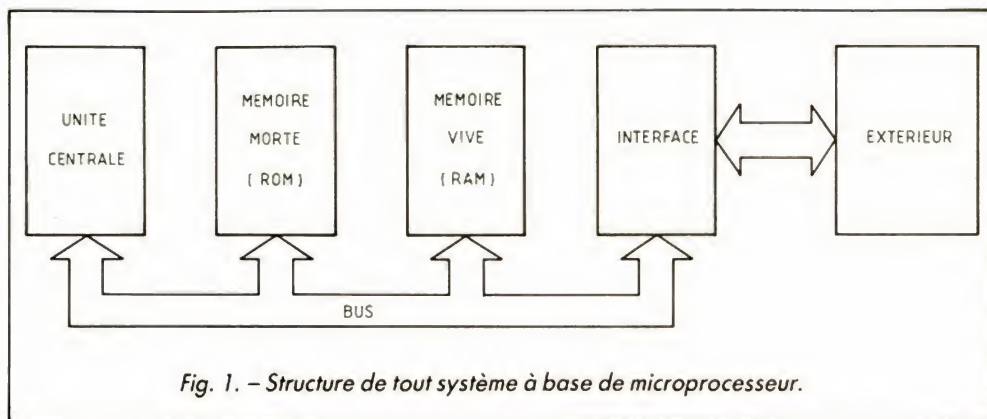 UNITE
CENTRALE
MEMOIRE
MORTE
( ROM )
MEMOIRE
VIVE
( RAM )
INTERFACE
EXTERIEUR
BUS
Fig. 1. – Structure de tout système à base de microprocesseur.